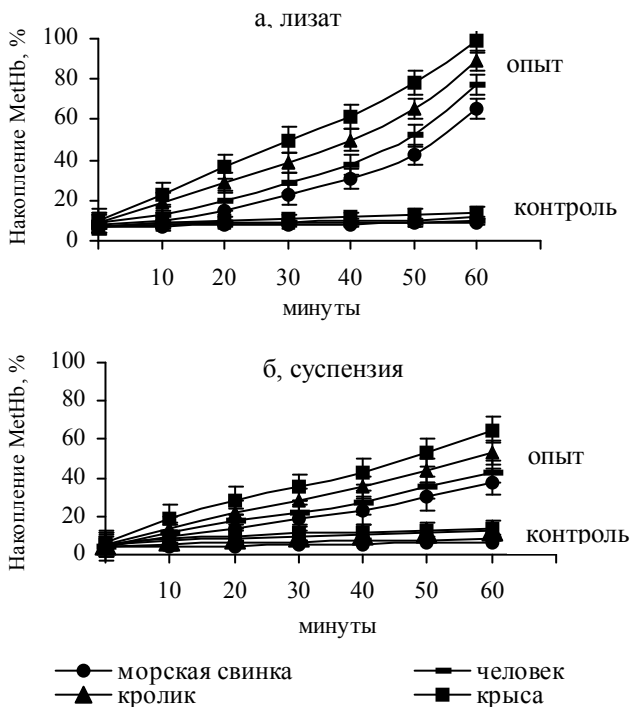 а, лизат
Накопление MetHb, %
100
80
60
40
20
0
опыт
контроль
10 20 30 40 50 60
минуты
б, суспензия
Накопление MetHb, %
100
80
60
40
20
0
опыт
контроль
10 20 30 40 50 60
минуты
морская свинка человек
кролик крыса